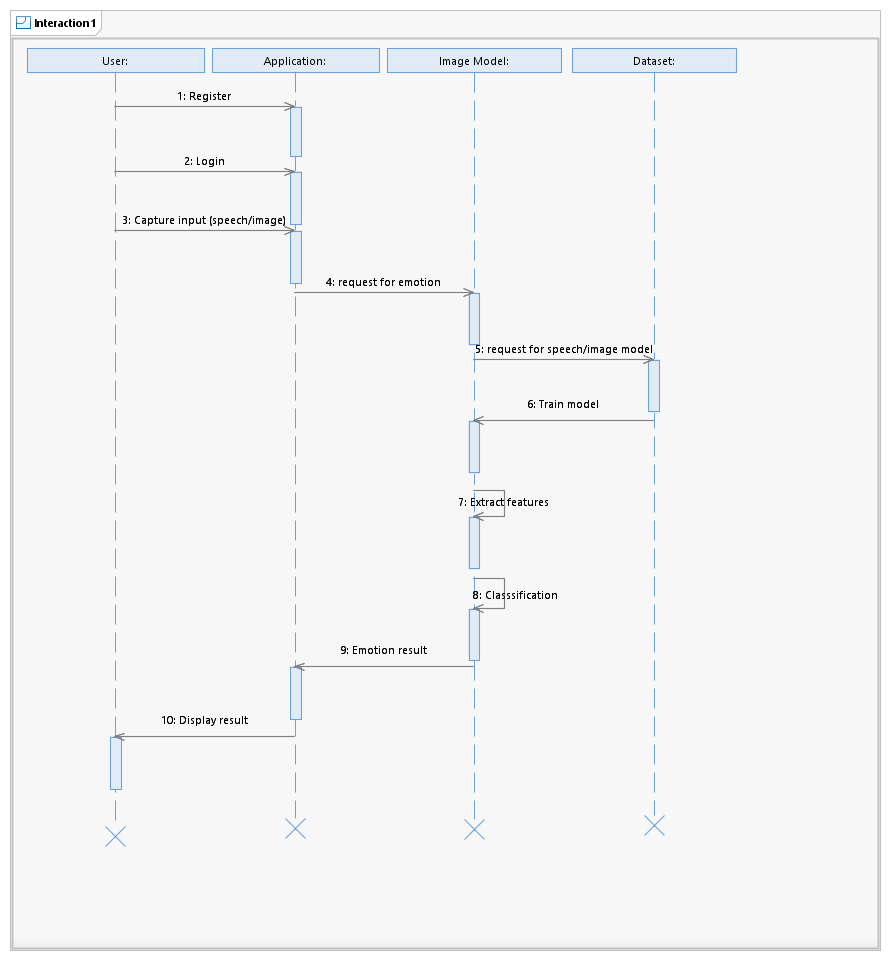 Interaction1
User:
Application:
Image Model:
Dataset:
1: Register
2: Login
3: Capture input (speech/image)
4: request for emotion
5: request for speech/image model
6: Train model
7: Extract features
8: Classsification
9: Emotion result
10: Display result